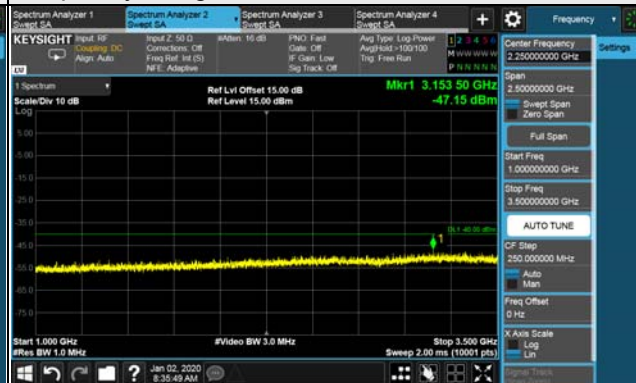 Spectrum Analyzer 1
Swept SA
Spectrum Analyzer 2
Swept SA
Spectrum Analyzer 3
Swept SA
Spectrum Analyzer 4
Swept SA
+
Frequency
KEYSIGHT
Input: RF
Coupling: DC
Align: Auto
Input Z: 50 Ω
Corrections: Off
Freq Ref: Int (S)
NFE: Adaptive
#Atten: 16 dB
PNO: Fast
Gate: Off
IF Gain: Low
Sig Track: Off
Avg Type: Log-Power
Avg|Hold: >100/100
Trig: Free Run
1 2 3 4 5 6
M W W W W W
P N N N N N
1 Spectrum
Scale/Div 10 dB
Log
Ref Lvl Offset 15.00 dB
Ref Level 15.00 dBm
Mkr1 3.153 50 GHz
-47.15 dBm
5.00
-5.00
-15.0
-25.0
-35.0
-45.0
-55.0
-65.0
-75.0
DL1 -40.00 dBm
1
Start 1.000 GHz
#Res BW 1.0 MHz
#Video BW 3.0 MHz
Stop 3.500 GHz
Sweep 2.00 ms (10001 pts)
Jan 02, 2020
8:35:49 AM
Center Frequency
2.250000000 GHz
Settings
Span
2.50000000 GHz
Swept Span
Zero Span
Full Span
Start Freq
1.000000000 GHz
Stop Freq
3.500000000 GHz
AUTO TUNE
CF Step
250.000000 MHz
Auto
Man
Freq Offset
0 Hz
X Axis Scale
Log
Lin
Signal Track